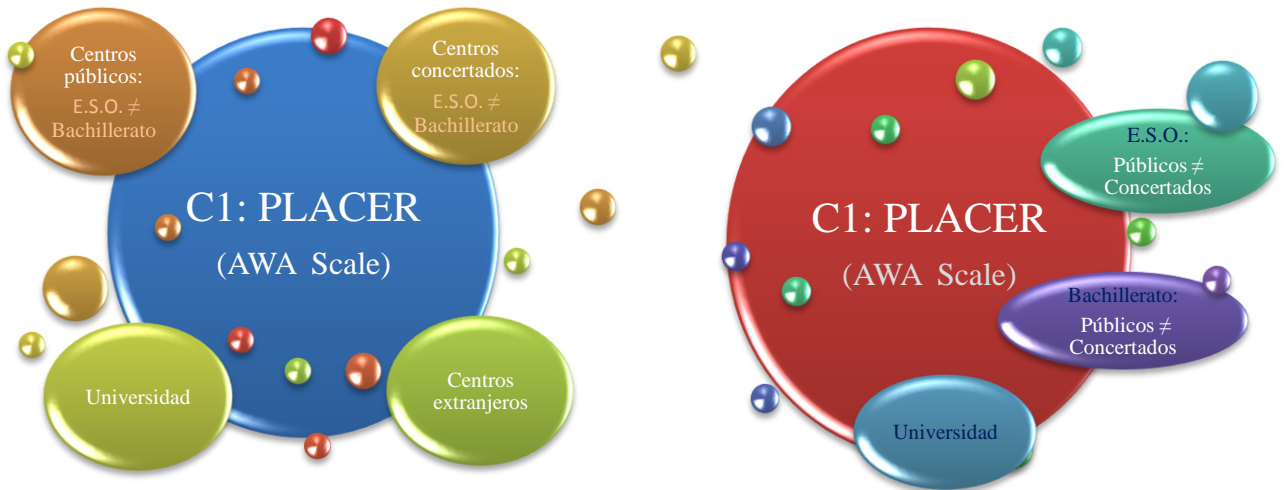 Centros
públicos:
E.S.O. ≠
Bachillerato
Centros
concertados:
E.S.O. ≠
Bachillerato
C1: PLACER
(AWA Scale)
Universidad
Centros
extranjeros
C1: PLACER
(AWA Scale)
E.S.O.:
Públicos ≠
Concertados
Bachillerato:
Públicos ≠
Concertados
Universidad